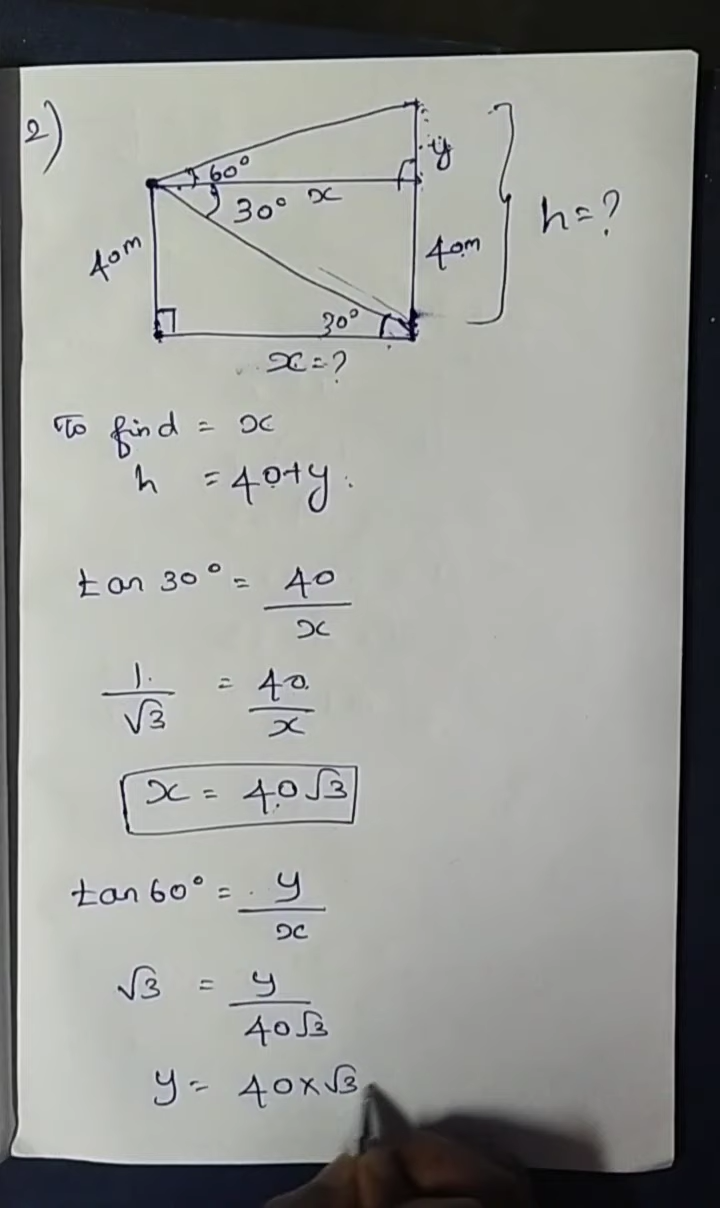 2)
60°
y
30° x
h = ?
40m
40m
30°
x = ?
To find = x
h = 40+y.
tan 30° = 40/x
1/√3 = 40/x
x = 40√3
tan 60° = y/x
√3 = y/40√3
y = 40×√3